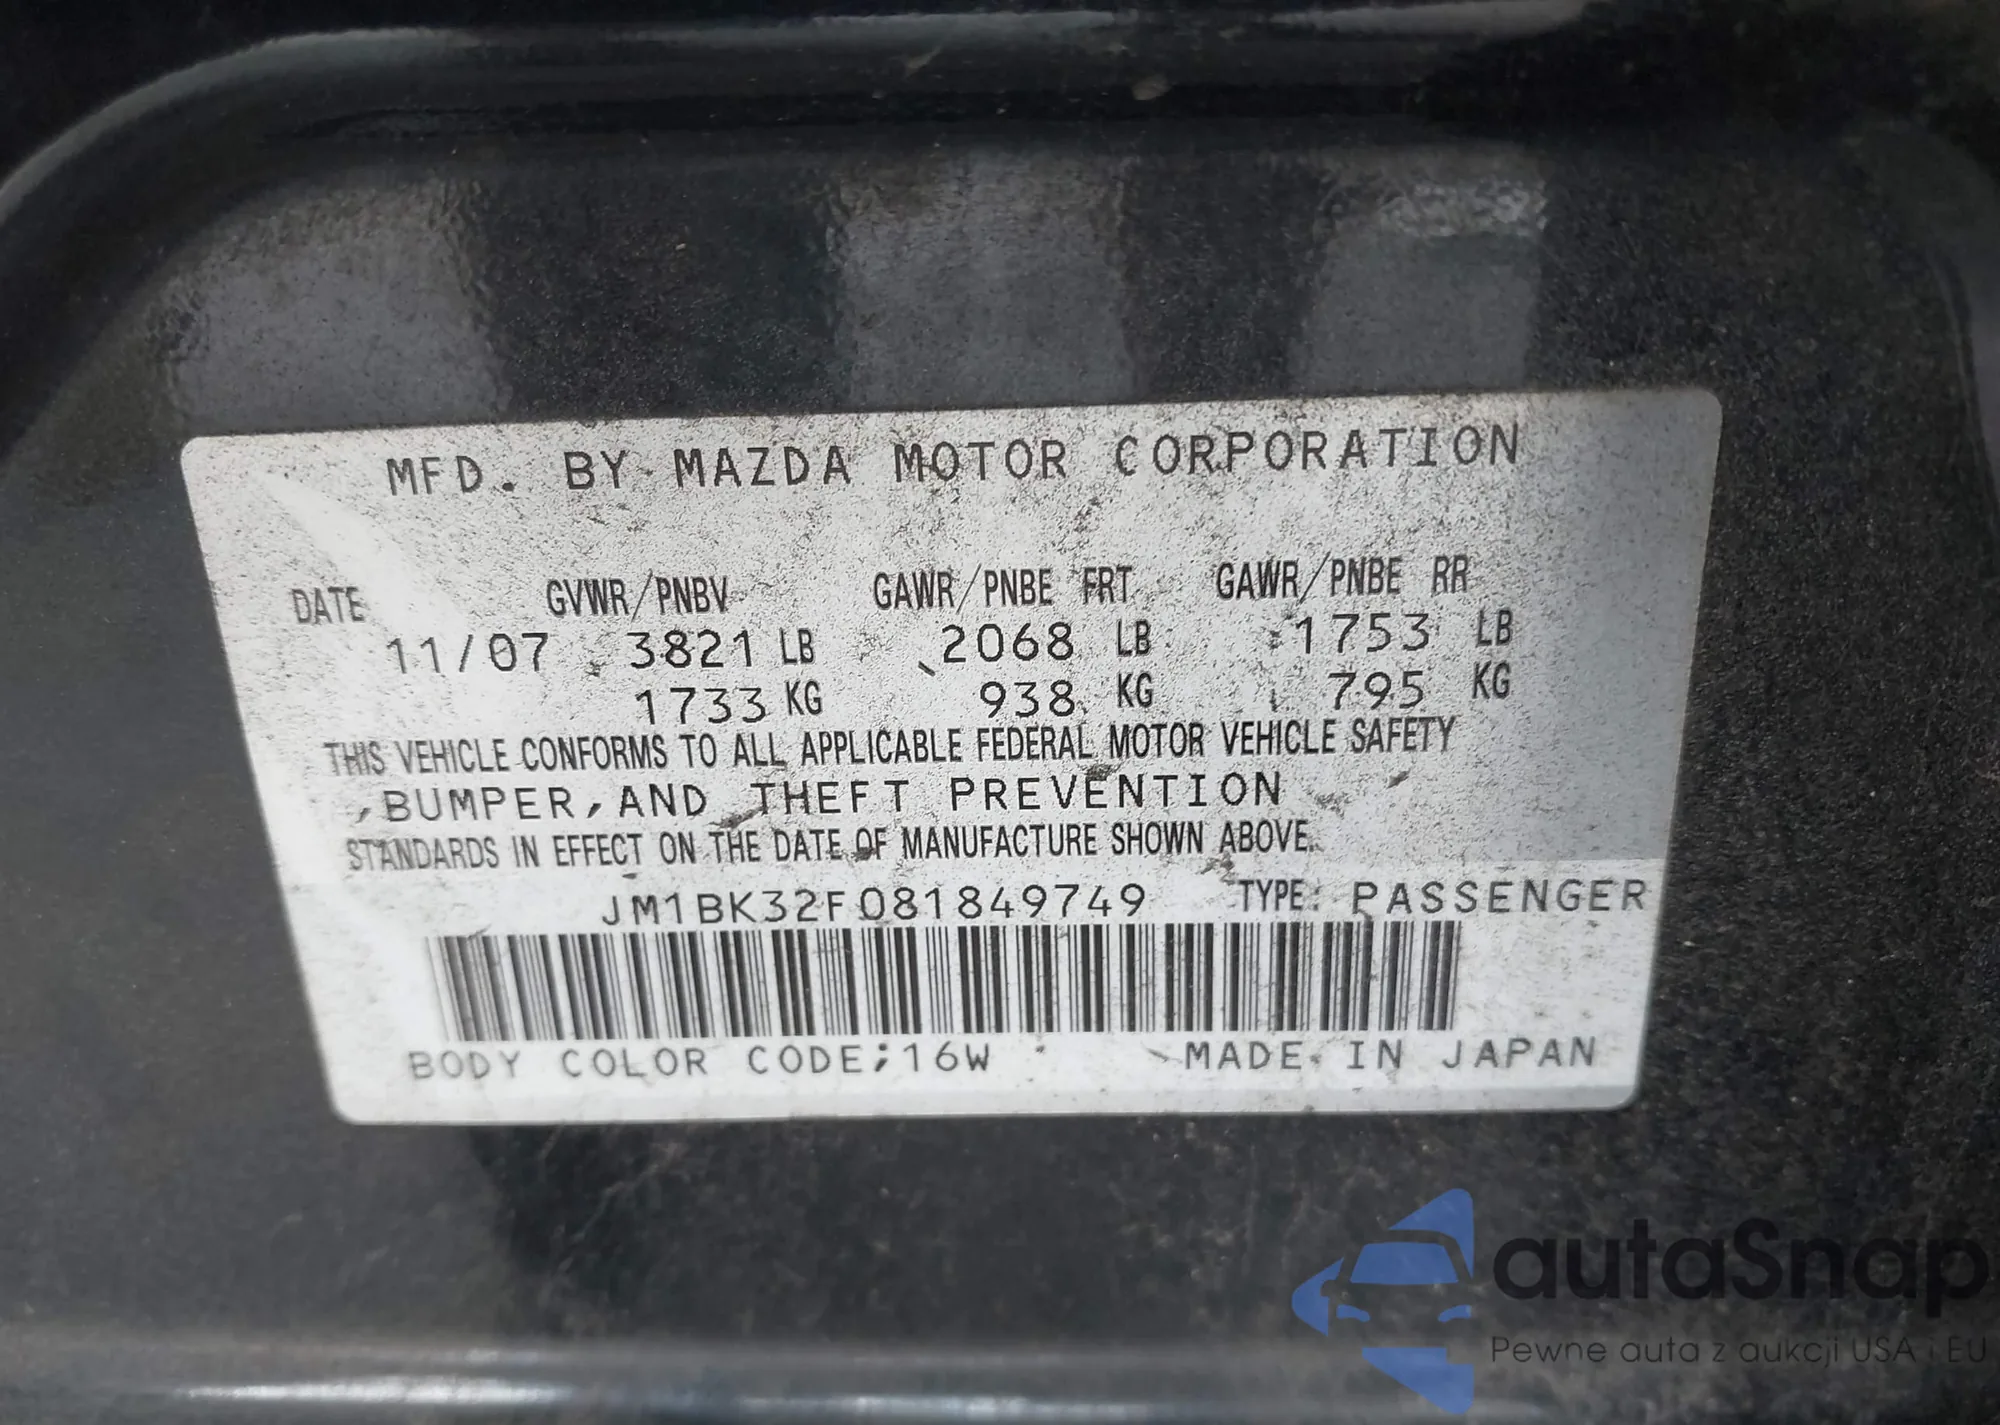 MFD. BY MAZDA MOTOR CORPORATION
DATE GVWR/PNBV GAWR/PNBE FRT GAWR/PNBE RR
11/07 3821 LB 2068 LB 1753 LB
1733 KG 938 KG 795 KG
THIS VEHICLE CONFORMS TO ALL APPLICABLE FEDERAL MOTOR VEHICLE SAFETY
,BUMPER,AND THEFT PREVENTION
STANDARDS IN EFFECT ON THE DATE OF MANUFACTURE SHOWN ABOVE.
JM1BK32F081849749 TYPE: PASSENGER
BODY COLOR CODE;16W MADE IN JAPAN
autaSnap
Pewne auta z aukcji USA i EU